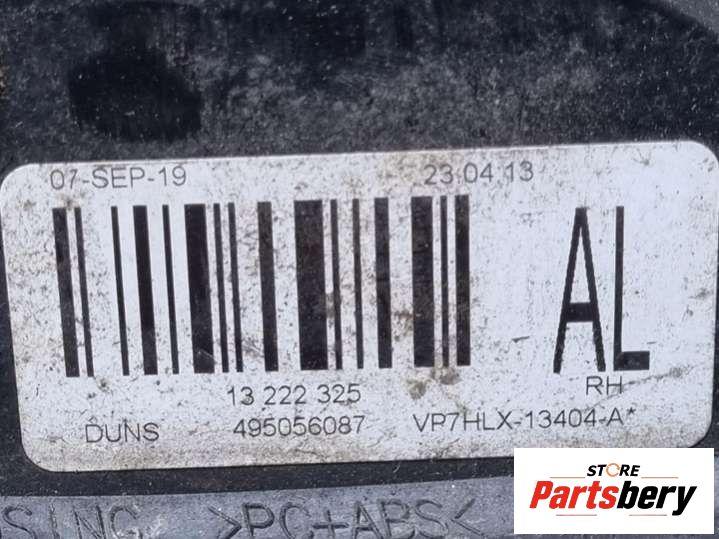 07-SEP-19 23 04 13
AL
13 222 325 RH
DUNS 495056087 VP7HLX-13404-A*
SING >PC+ABS<
STORE
Partsbery